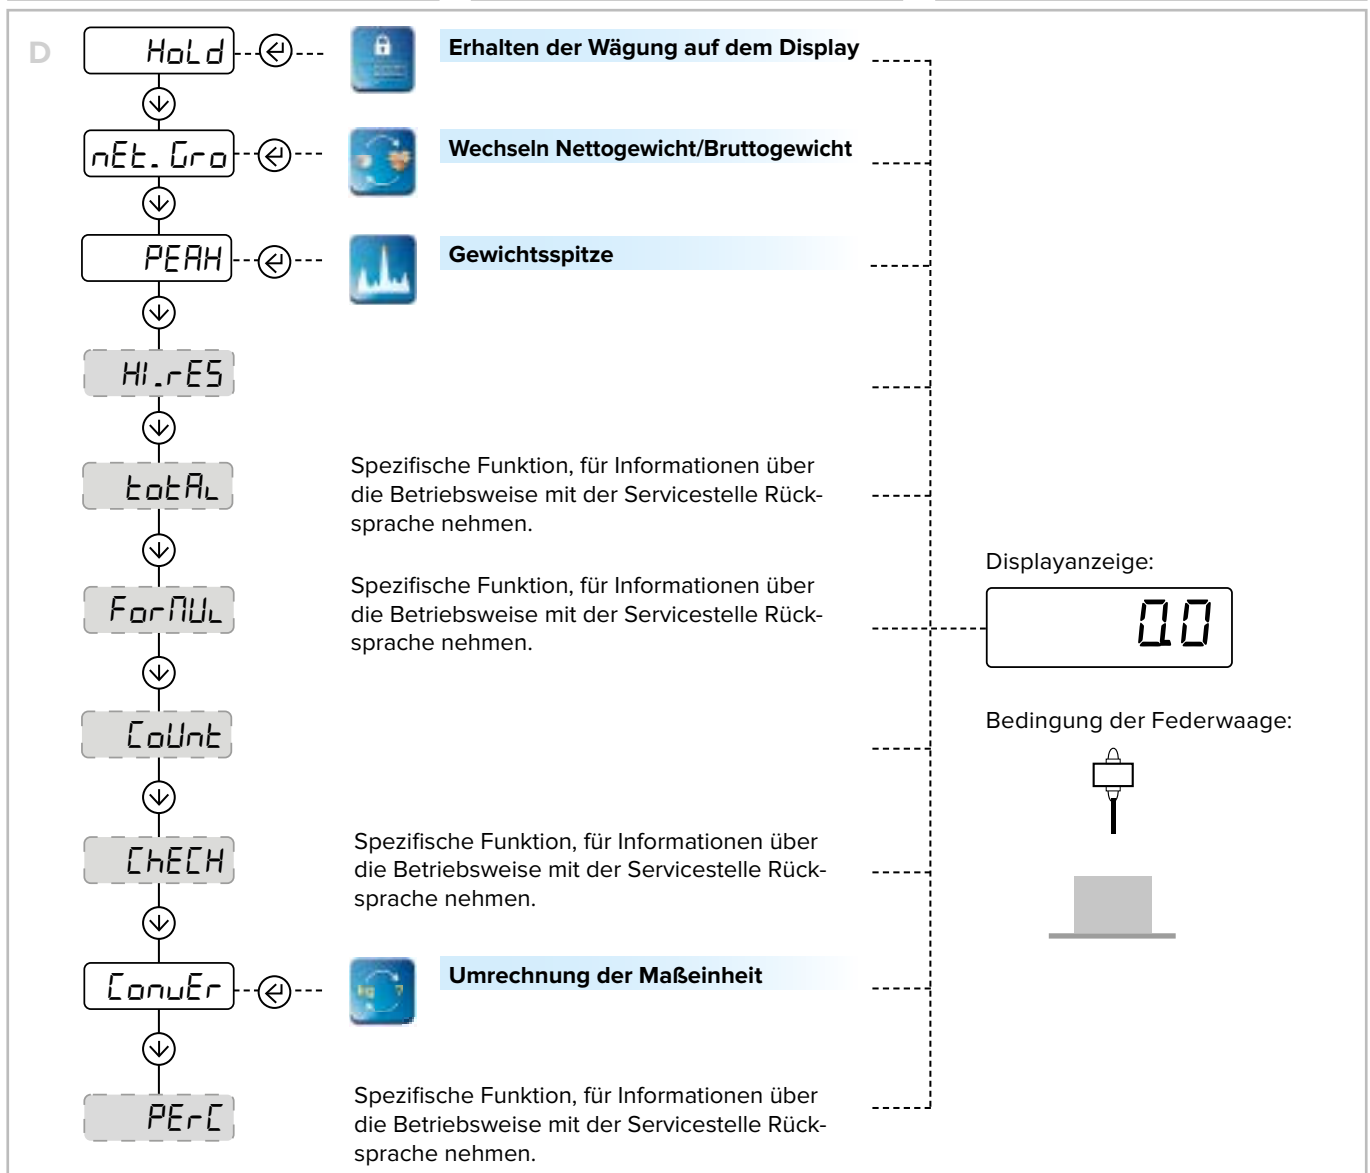 D
HoLd
Erhalten der Wägung auf dem Display
nEt.Gro
Wechseln Nettogewicht/Bruttogewicht
PEAH
Gewichtsspitze
HI.rES
totAL
Spezifische Funktion, für Informationen über
die Betriebsweise mit der Servicestelle Rück-
sprache nehmen.
ForMUL
Spezifische Funktion, für Informationen über
die Betriebsweise mit der Servicestelle Rück-
sprache nehmen.
CoUnt
ChECH
Spezifische Funktion, für Informationen über
die Betriebsweise mit der Servicestelle Rück-
sprache nehmen.
ConuEr
kg
Umrechnung der Maßeinheit
PErC
Spezifische Funktion, für Informationen über
die Betriebsweise mit der Servicestelle Rück-
sprache nehmen.
Displayanzeige:
0.0
Bedingung der Federwaage: